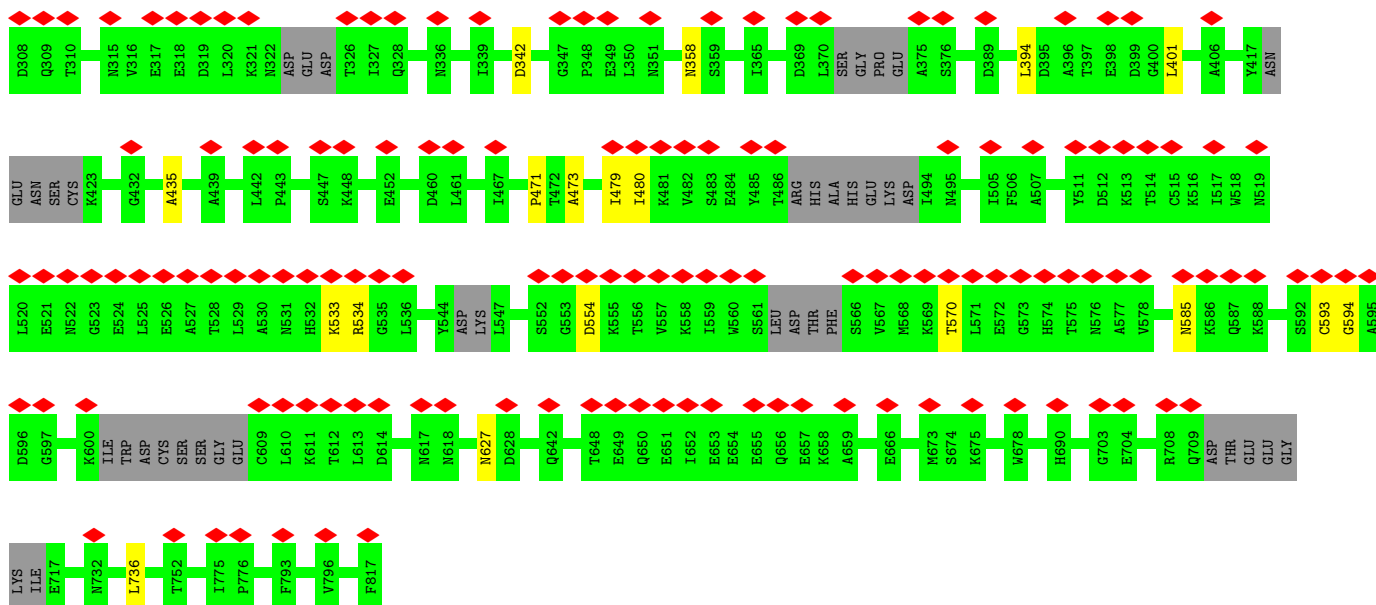 D308 Q309 T310 N315 V316 E317 E318 D319 L320 K321 N322 ASP GLU ASP T326 I327 Q328 N336 I339 D342 G347 P348 E349 L350 N351 N358 S359 I365 D369 L370 SER GLY PRO GLU A375 S376 D389 L394 D395 A396 T397 E398 D399 G400 L401 A406 Y417 ASN
GLU ASN SER CYS K423 G432 A435 A439 L442 P443 S447 K448 E452 D460 L461 I467 P471 T472 A473 I479 I480 K481 V482 S483 E484 Y485 T486 ARG HIS ALA HIS GLU LYS ASP I494 N495 I505 F506 A507 Y511 D512 K513 T514 C515 K516 I517 W518 N519
L520 E521 N522 G523 E524 L525 E526 A527 T528 L529 A530 N531 H532 K533 R534 G535 L536 Y544 ASP LYS L547 S552 G553 D554 K555 T556 V557 K558 I559 W560 S561 LEU ASP THR PHE S566 V567 M568 K569 T570 L571 E572 G573 H574 T575 N576 A577 V578 N585 K586 Q587 K588 S592 C593 G594 A595
D596 G597 K600 ILE TRP ASP CYS SER SER GLY GLU C609 L610 K611 T612 L613 D614 N617 N618 N627 D628 Q642 T648 E649 Q650 E651 I652 E653 E654 E655 Q656 E657 K658 A659 E666 M673 S674 K675 W678 H690 G703 E704 R708 Q709 ASP THR GLU GLU GLY
LYS ILE E717 N732 L736 T752 I775 P776 F793 V796 F817